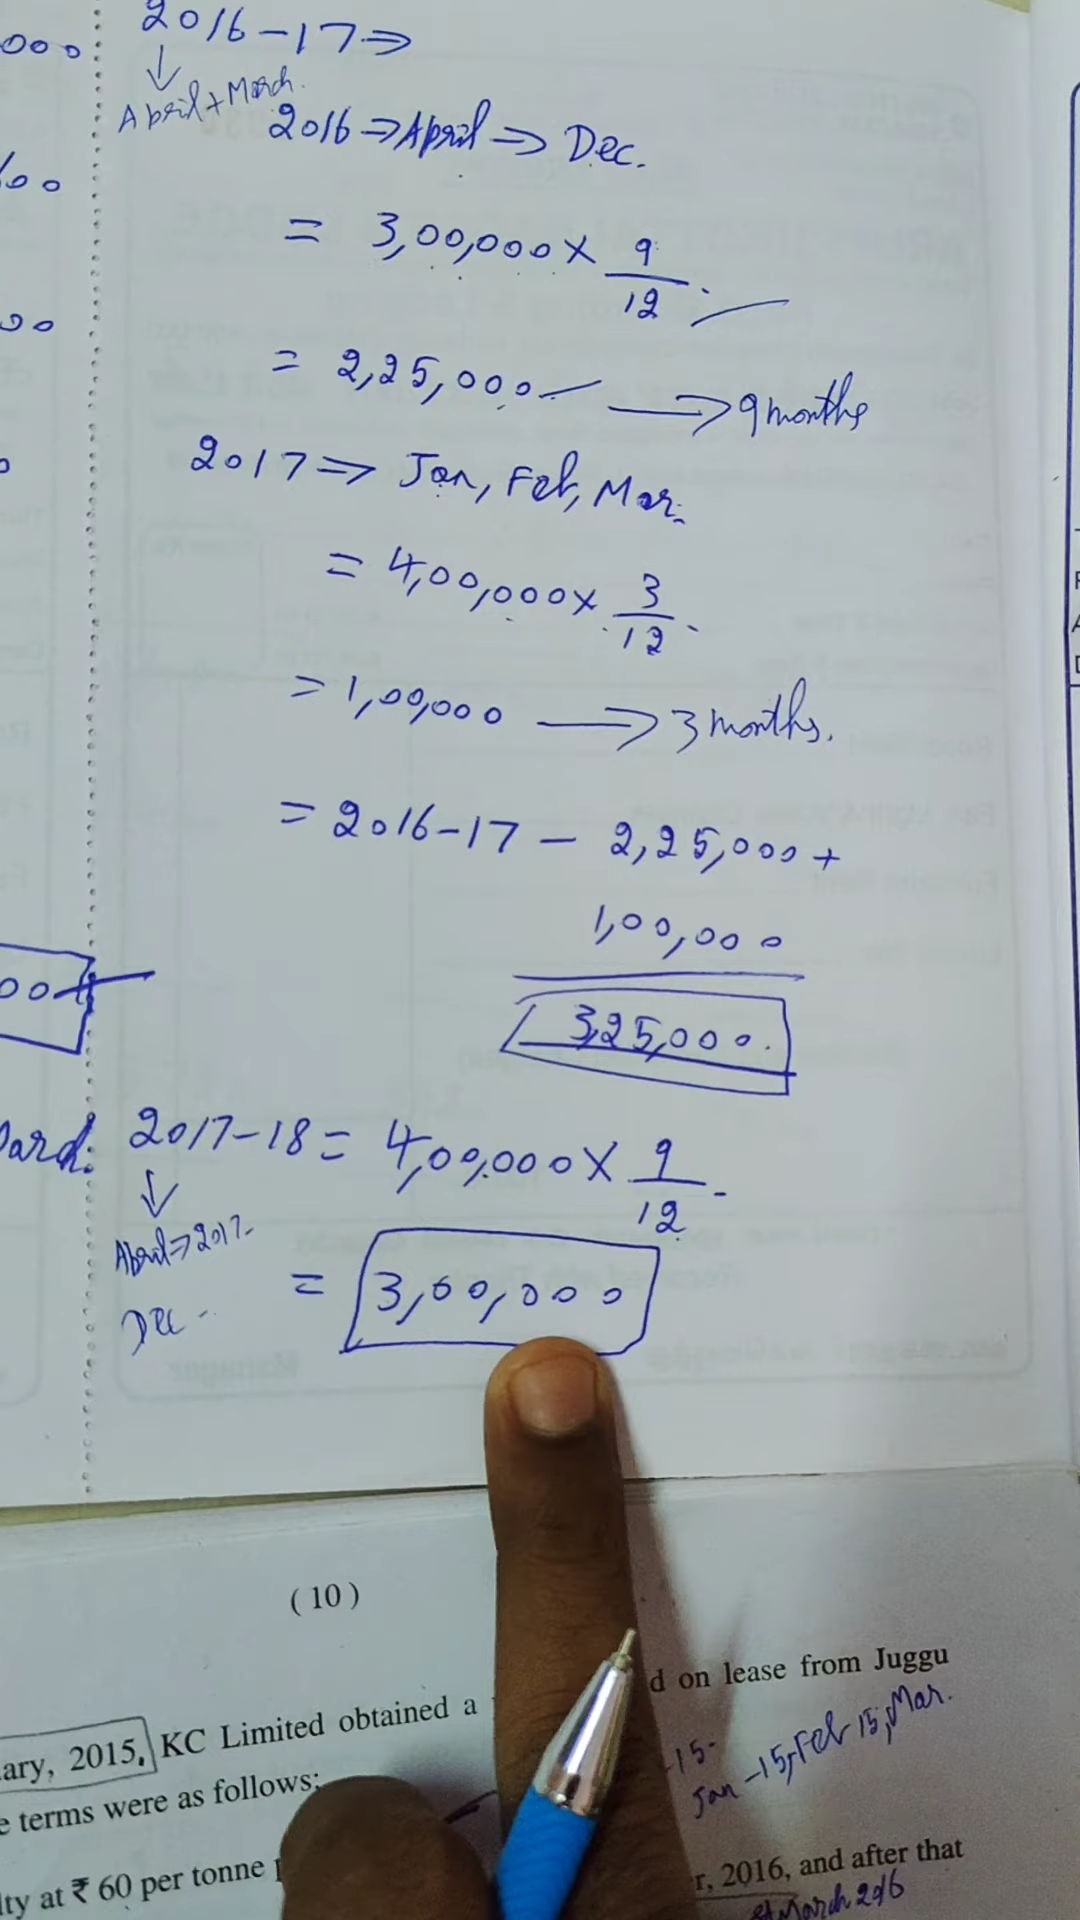 000
2016-17⇒
April + March.
2016⇒April⇒ Dec.
= 3,00,000 × 9/12.
= 2,25,000 → 9 months
2017⇒ Jan, Feb, Mar.
= 4,00,000 × 3/12.
= 1,00,000 → 3 months.
= 2016-17 - 2,25,000 +
1,00,000
3,25,000.
2017-18 = 4,00,000 × 9/12.
April⇒2017-
Dec -
= 3,00,000
(10)
ary, 2015, KC Limited obtained a d on lease from Juggu
-15-
Jan -15, Feb 15, Mar.
e terms were as follows:
lty at ₹ 60 per tonne r, 2016, and after that
March 2016